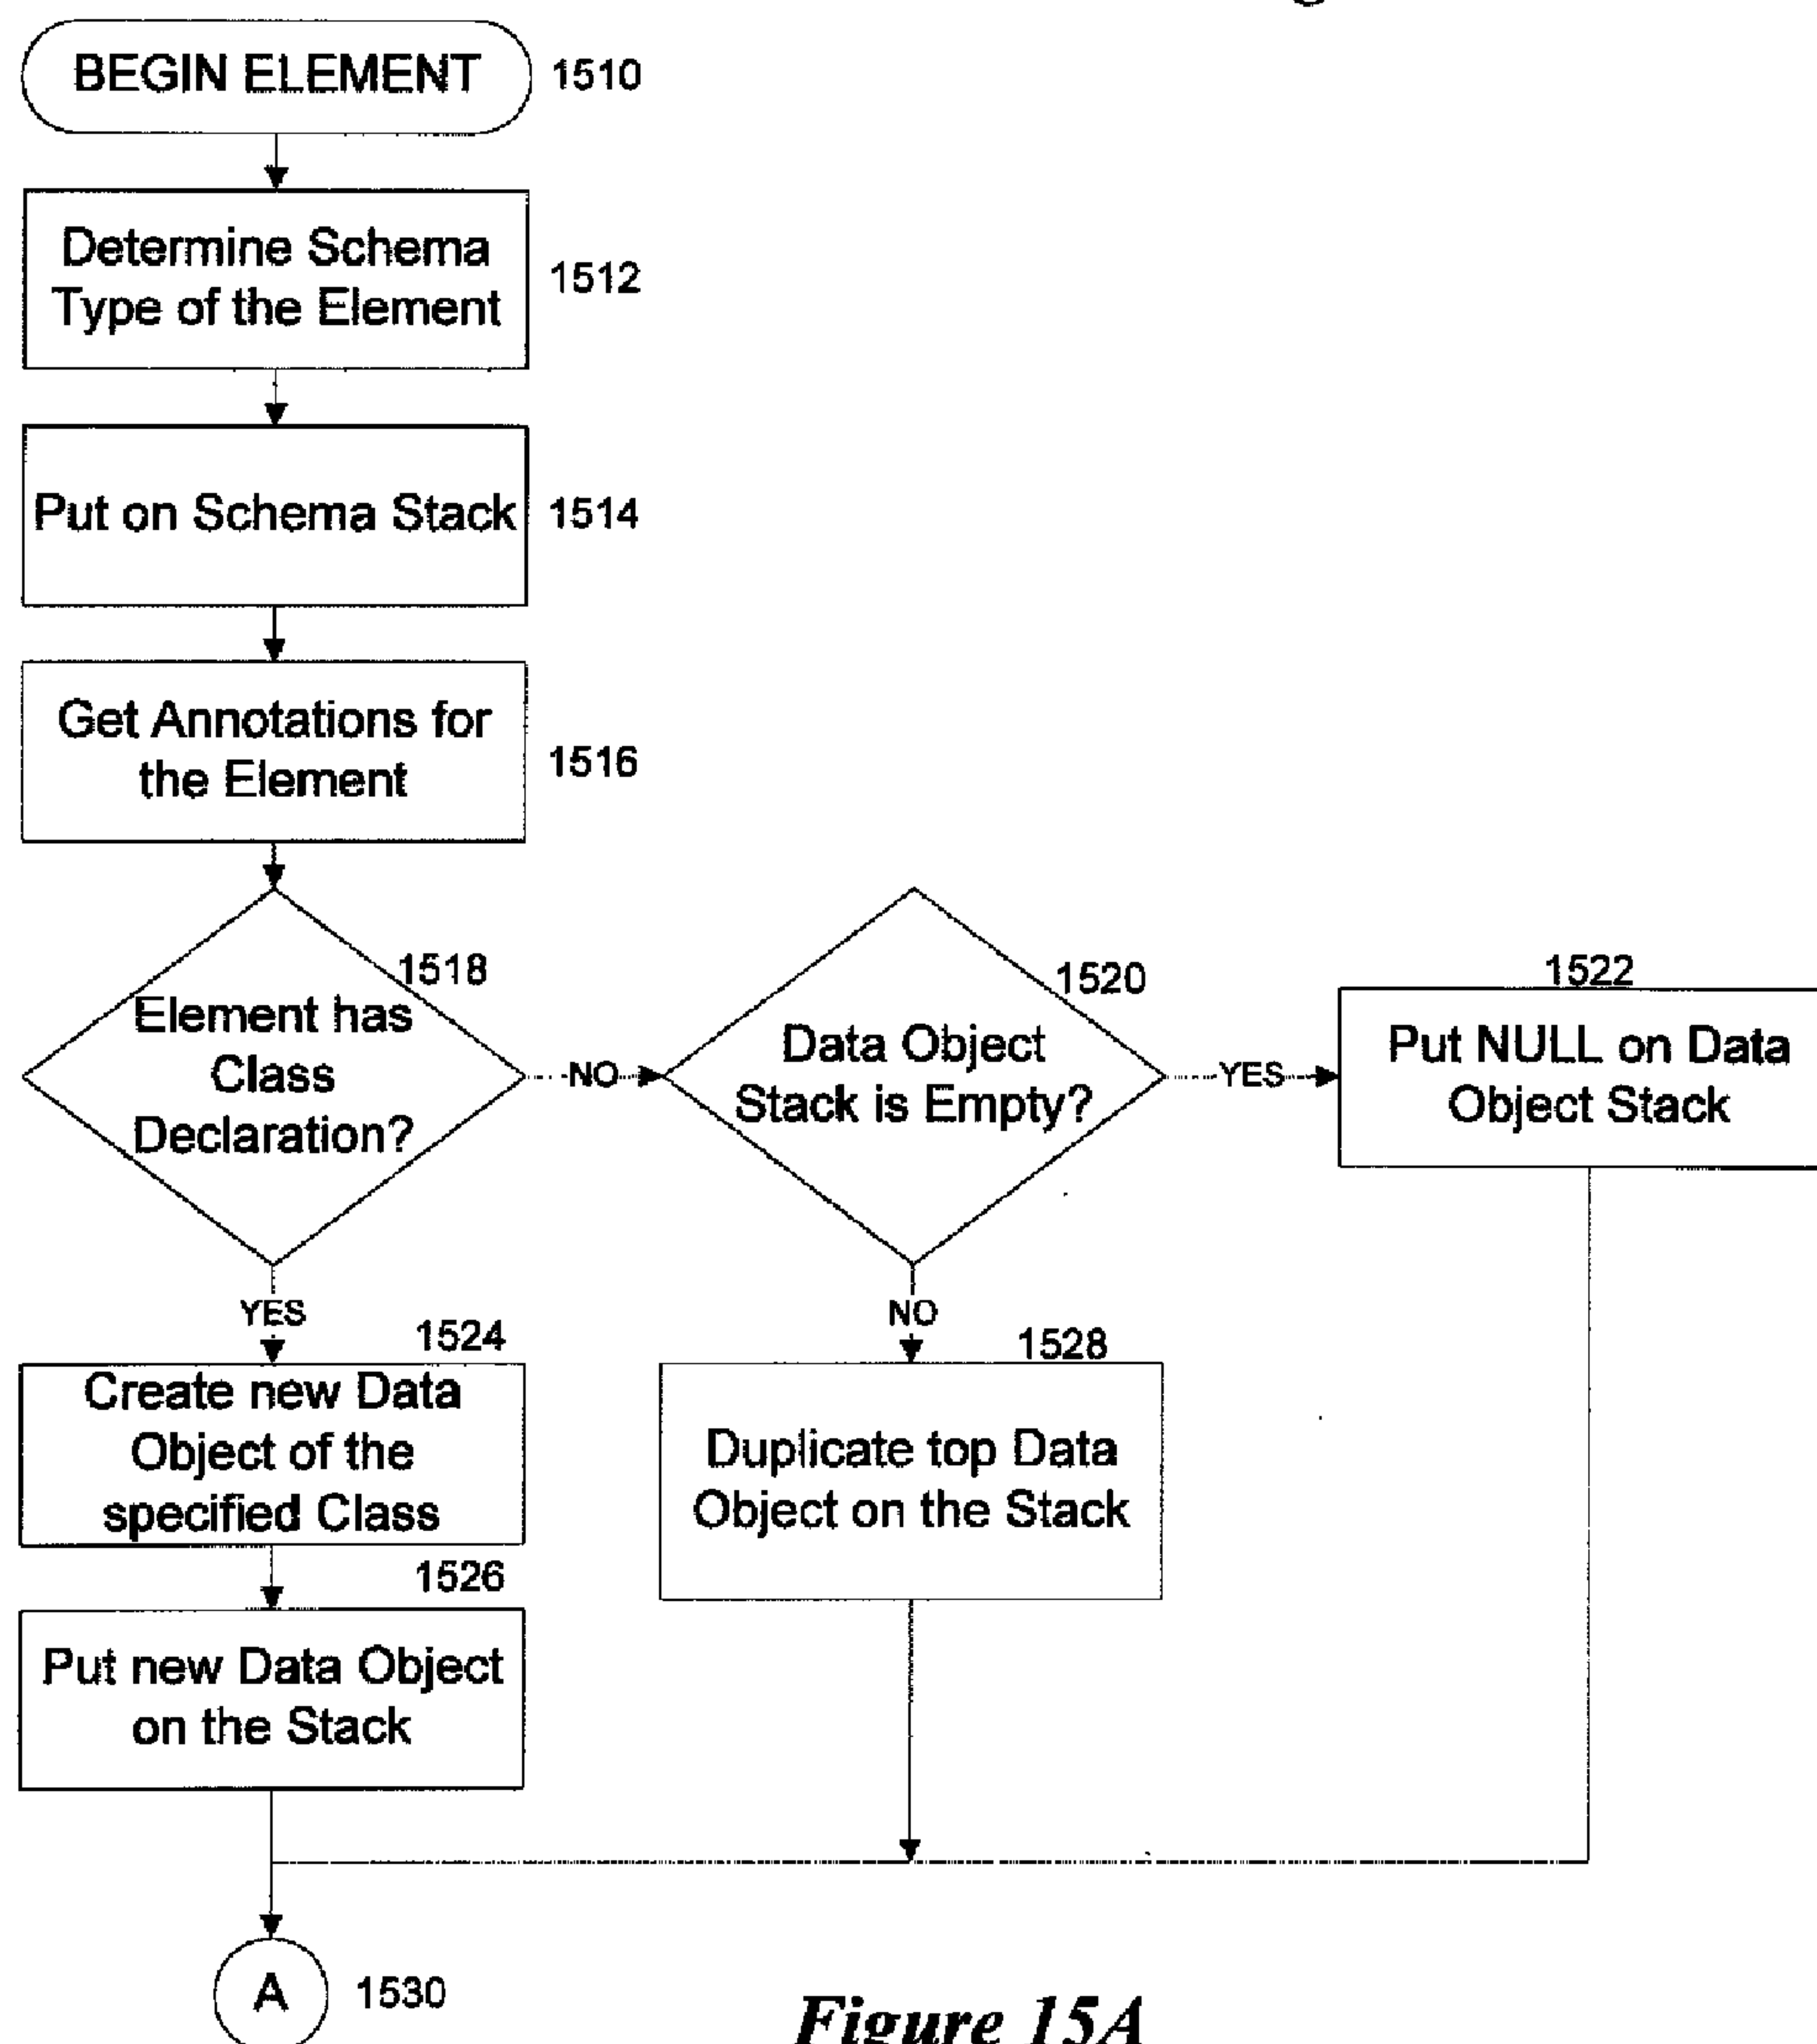 BEGIN ELEMENT
1510
Determine Schema
Type of the Element
1512
Put on Schema Stack
1514
Get Annotations for
the Element
1516
1518
Element has
Class
Declaration?
NO
1520
Data Object
Stack is Empty?
YES
1522
Put NULL on Data
Object Stack
YES
1524
Create new Data
Object of the
specified Class
NO
1528
Duplicate top Data
Object on the Stack
1526
Put new Data Object
on the Stack
A
1530
Figure 15A